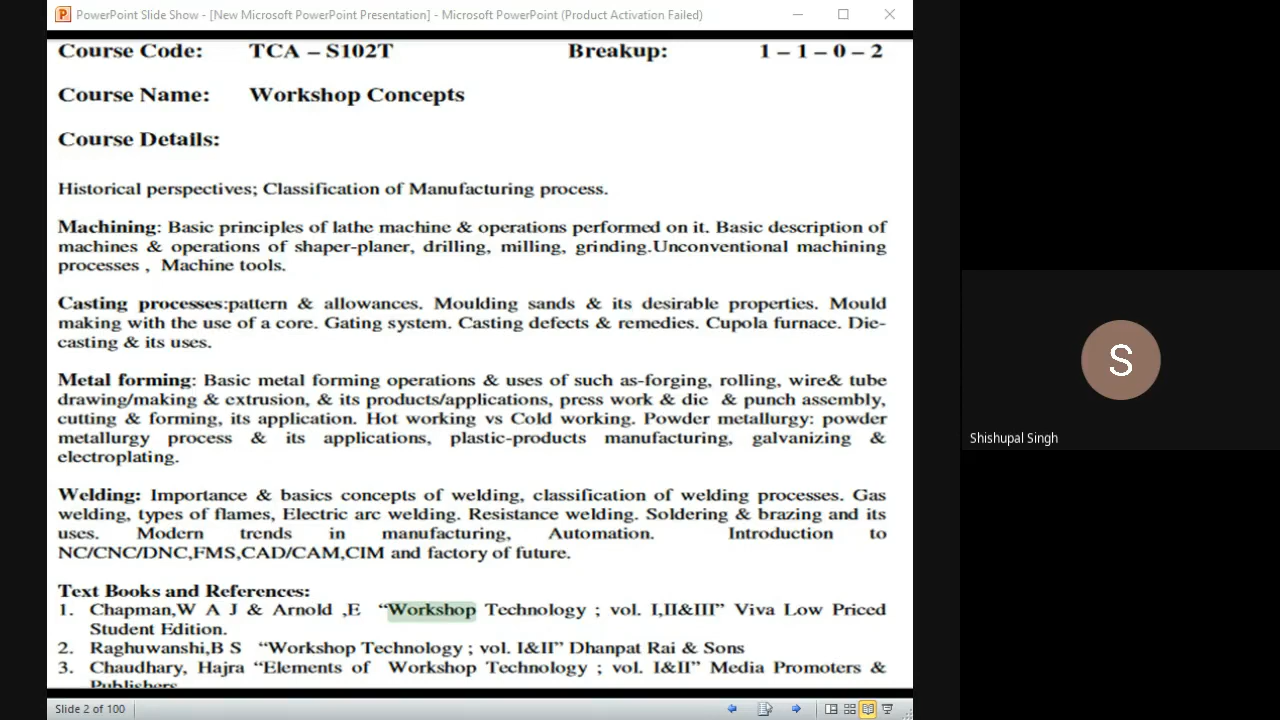 PowerPoint Slide Show - [New Microsoft PowerPoint Presentation] - Microsoft PowerPoint (Product Activation Failed)
Course Code: TCA – S102T Breakup: 1 – 1 – 0 – 2
Course Name: Workshop Concepts
Course Details:
Historical perspectives; Classification of Manufacturing process.
Machining: Basic principles of lathe machine & operations performed on it. Basic description of
machines & operations of shaper-planer, drilling, milling, grinding.Unconventional machining
processes , Machine tools.
Casting processes:pattern & allowances. Moulding sands & its desirable properties. Mould
making with the use of a core. Gating system. Casting defects & remedies. Cupola furnace. Die-
casting & its uses.
Metal forming: Basic metal forming operations & uses of such as-forging, rolling, wire& tube
drawing/making & extrusion, & its products/applications, press work & die & punch assembly,
cutting & forming, its application. Hot working vs Cold working. Powder metallurgy: powder
metallurgy process & its applications, plastic-products manufacturing, galvanizing &
electroplating.
Welding: Importance & basics concepts of welding, classification of welding processes. Gas
welding, types of flames, Electric arc welding. Resistance welding. Soldering & brazing and its
uses. Modern trends in manufacturing, Automation. Introduction to
NC/CNC/DNC,FMS,CAD/CAM,CIM and factory of future.
Text Books and References:
1. Chapman,W A J & Arnold ,E “Workshop Technology ; vol. I,II&III” Viva Low Priced
Student Edition.
2. Raghuwanshi,B S “Workshop Technology ; vol. I&II” Dhanpat Rai & Sons
3. Chaudhary, Hajra “Elements of Workshop Technology ; vol. I&II” Media Promoters &
Publishers
Slide 2 of 100
S
Shishupal Singh